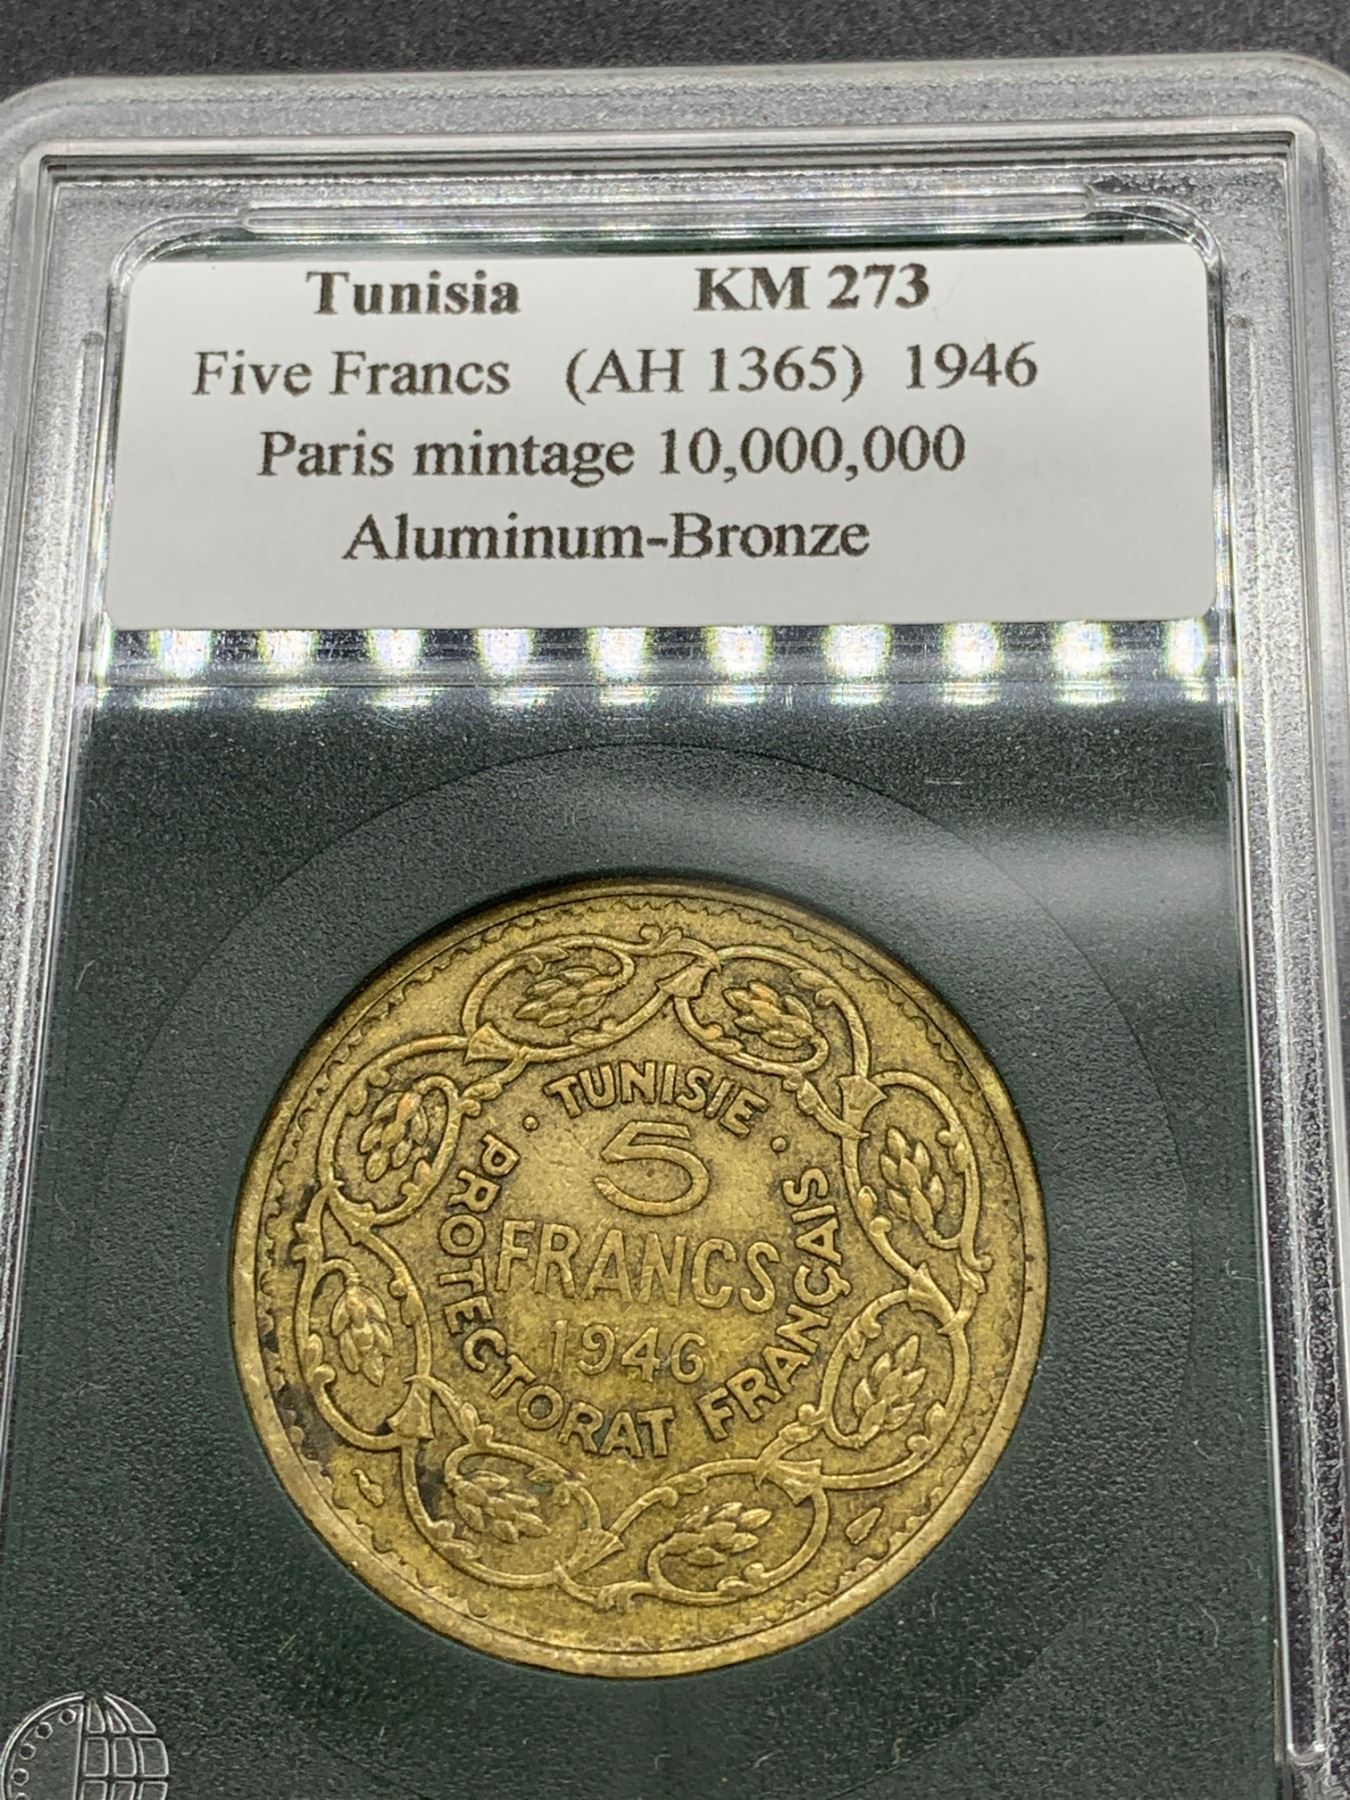 Tunisia KM 273
Five Francs (AH 1365) 1946
Paris mintage 10,000,000
Aluminum-Bronze
· TUNISIE ·
5
FRANCS
1946
PROTECTORAT FRANÇAIS